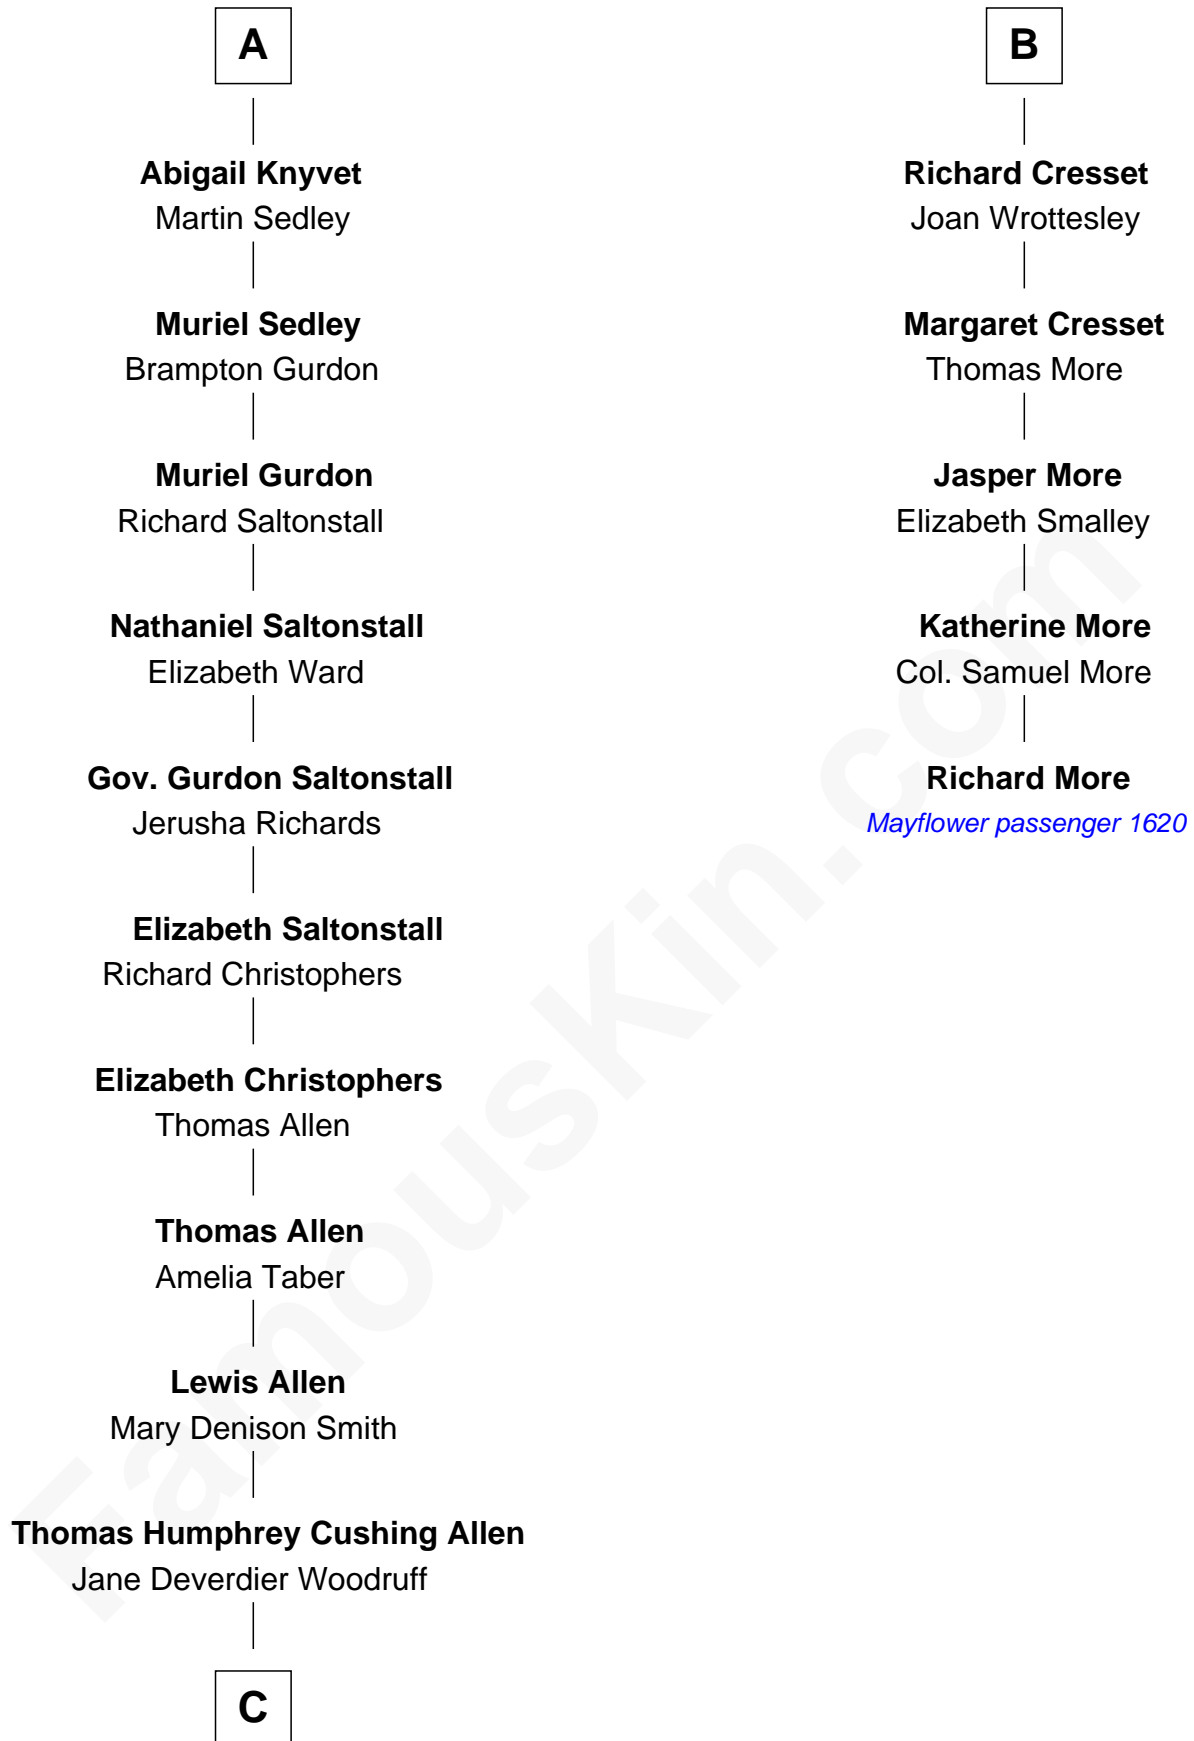 A
Abigail Knyvet
Martin Sedley
Muriel Sedley
Brampton Gurdon
Muriel Gurdon
Richard Saltonstall
Nathaniel Saltonstall
Elizabeth Ward
Gov. Gurdon Saltonstall
Jerusha Richards
Elizabeth Saltonstall
Richard Christophers
Elizabeth Christophers
Thomas Allen
Thomas Allen
Amelia Taber
Lewis Allen
Mary Denison Smith
Thomas Humphrey Cushing Allen
Jane Deverdier Woodruff
C
B
Richard Cresset
Joan Wrottesley
Margaret Cresset
Thomas More
Jasper More
Elizabeth Smalley
Katherine More
Col. Samuel More
Richard More
Mayflower passenger 1620
FamousKin.com